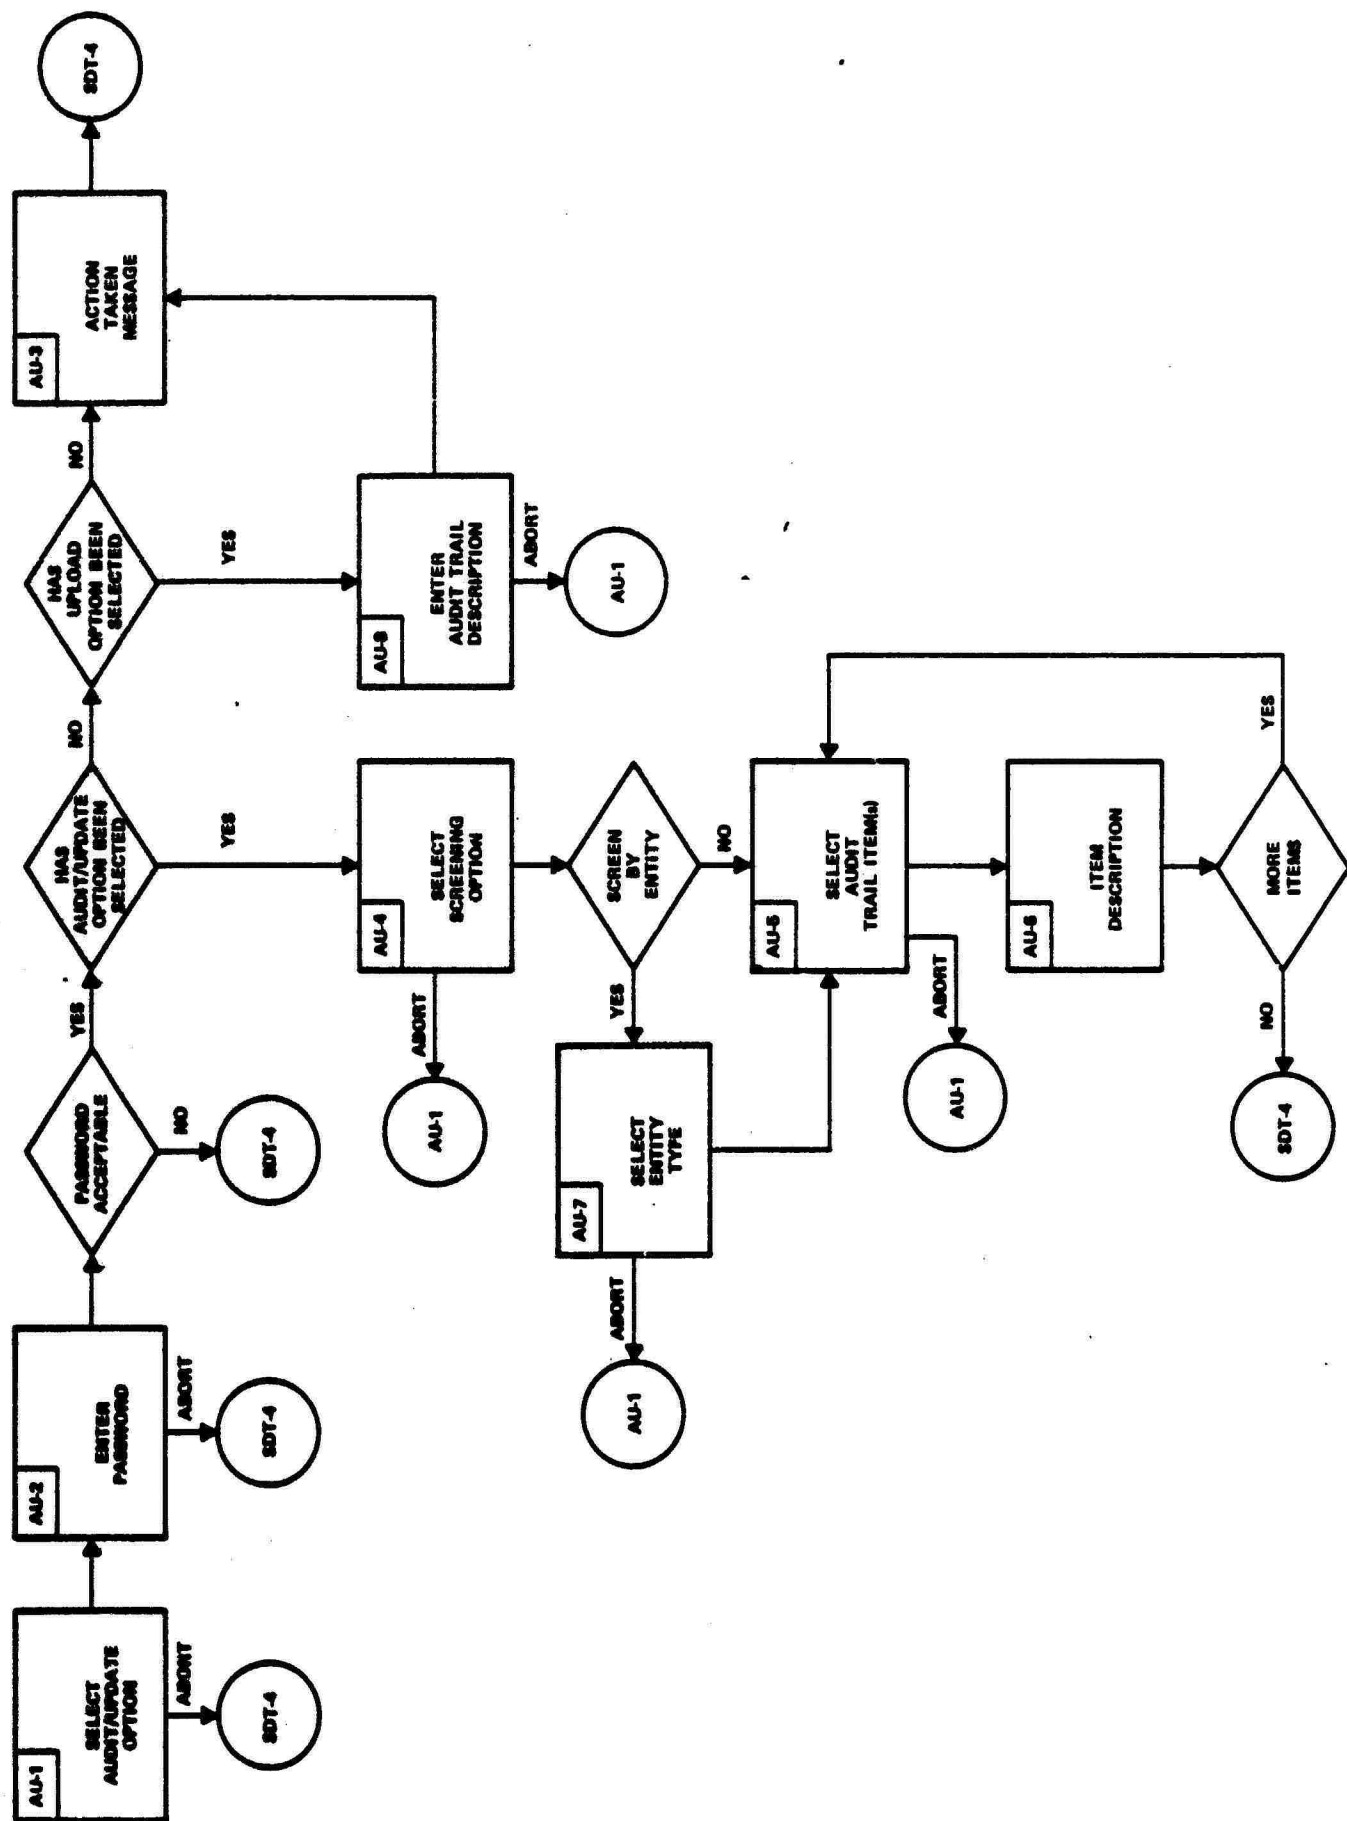 AU-1
SELECT
AUDIT/UPDATE
OPTION
ABORT
SDT-4
AU-2
ENTER
PASSWORD
ABORT
SDT-4
PASSWORD
ACCEPTABLE
NO
SDT-4
YES
HAS
AUDIT/UPDATE
OPTION BEEN
SELECTED
NO
HAS
UPLOAD
OPTION BEEN
SELECTED
NO
AU-3
ACTION
TAKEN
MESSAGE
SDT-4
YES
AU-4
SELECT
SCREENING
OPTION
ABORT
AU-1
YES
AU-8
ENTER
AUDIT TRAIL
DESCRIPTION
ABORT
AU-1
SCREEN
BY
ENTITY
YES
NO
AU-7
SELECT
ENTITY
TYPE
ABORT
AU-1
AU-5
SELECT
AUDIT
TRAIL ITEM(s)
ABORT
AU-1
AU-6
ITEM
DESCRIPTION
MORE
ITEMS
NO
SDT-4
YES